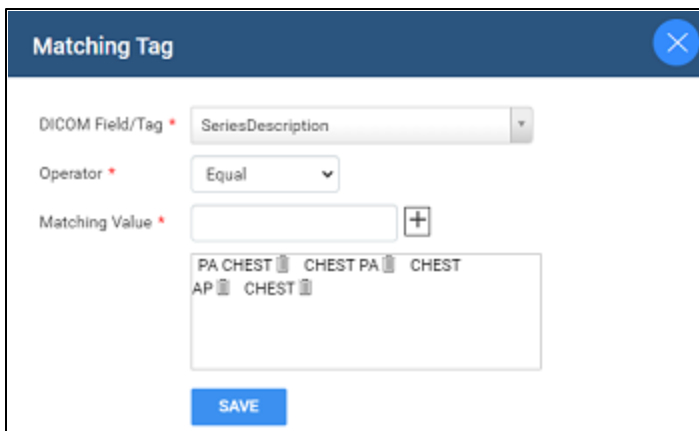 Matching Tag
DICOM Field/Tag * SeriesDescription
Operator * Equal
Matching Value *
PA CHEST CHEST PA CHEST
AP CHEST
SAVE